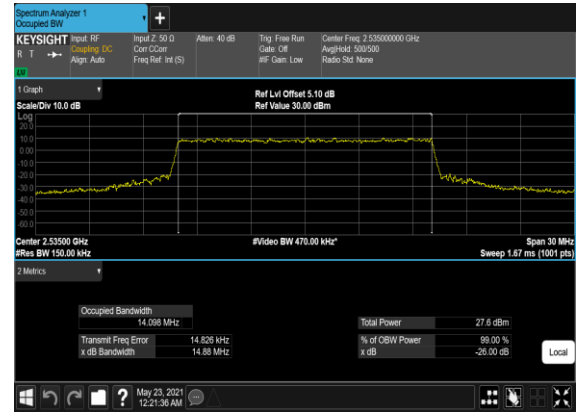 Spectrum Analyzer 1
Occupied BW
+
KEYSIGHT Input: RF Input Z: 50 Ω Atten: 40 dB Trig: Free Run Center Freq: 2.535000000 GHz
R T Coupling: DC Corr CCorr Gate: Off Avg|Hold: 500/500
Align: Auto Freq Ref: Int (S) #IF Gain: Low Radio Std: None
LW
1 Graph
Ref Lvl Offset 5.10 dB
Scale/Div 10.0 dB Ref Value 30.00 dBm
Log
20.0
10.0
0.00
-10.0
-20.0
-30.0
-40.0
-50.0
-60.0
Center 2.53500 GHz #Video BW 470.00 kHz* Span 30 MHz
#Res BW 150.00 kHz Sweep 1.67 ms (1001 pts)
2 Metrics
Occupied Bandwidth
14.098 MHz Total Power 27.6 dBm
Transmit Freq Error 14.826 kHz % of OBW Power 99.00 %
x dB Bandwidth 14.88 MHz x dB -26.00 dB
Local
? May 23, 2021
12:21:36 AM